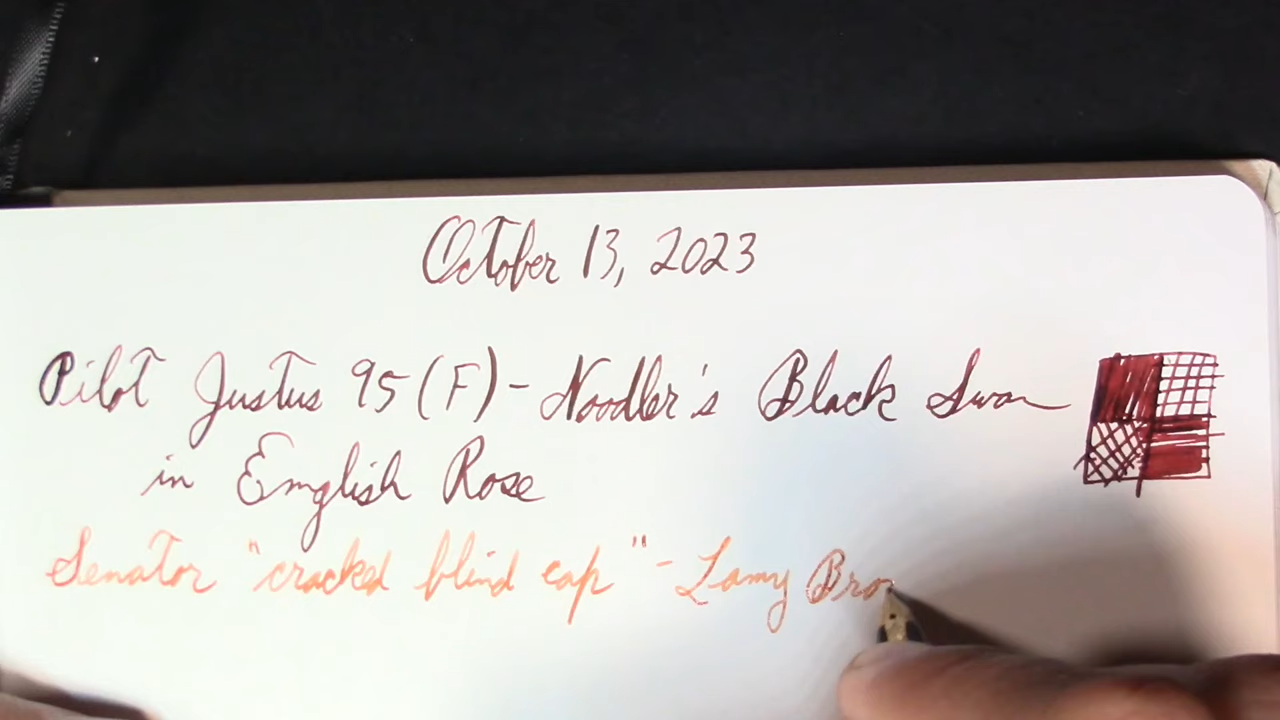 October 13, 2023
Pilot Justus 95 (F) - Noodler's Black Swan
in English Rose
Senator "cracked blind cap" - Lamy Bro